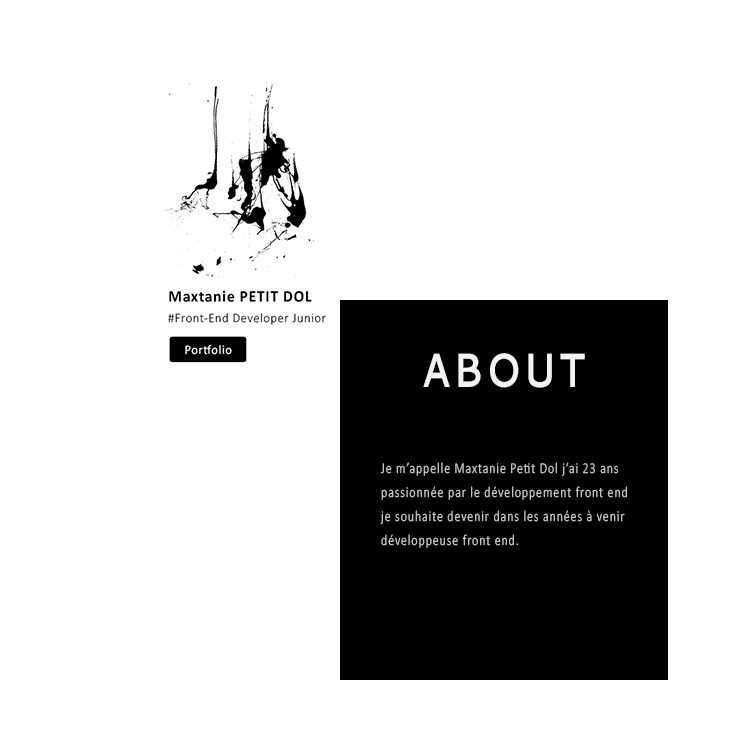 Maxtanie PETIT DOL
#Front-End Developer Junior
Portfolio
ABOUT
Je m’appelle Maxtanie Petit Dol j’ai 23 ans
passionnée par le développement front end
je souhaite devenir dans les années à venir
développeuse front end.